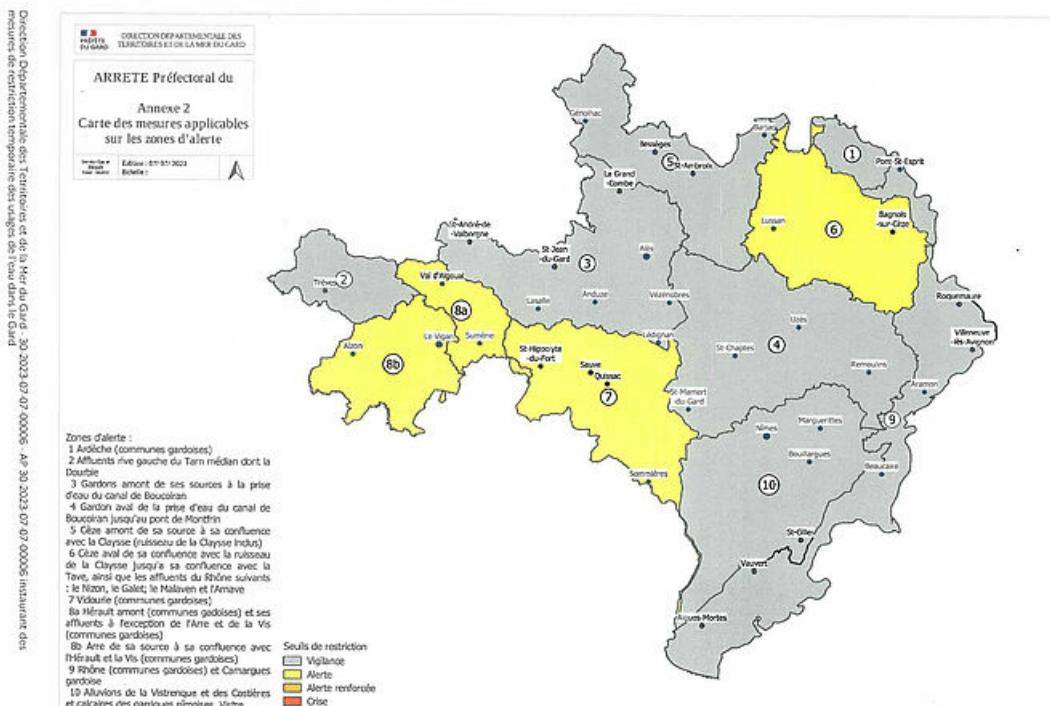 Direction Départementale des Territoires et de la Mer du Gard - 30-2023-07-07-00006 - AP 30-2023-07-07-00006 instaurant des
mesures de restriction temporaire des usages de l'eau dans le Gard
PRÉFÈTE
DU GARD
DIRECTION DEPARTEMENTALE DES
TERRITOIRES ET DE LA MER DU GARD
ARRETE Préfectoral du
Annexe 2
Carte des mesures applicables
sur les zones d'alerte
Edition : 07/07/2023
Echelle :
Génolhac
Barjac
Bessèges
5
St-Ambroix
1
Pont-St-Esprit
La Grand
-Combe
Lussan
6
Bagnols
-sur-Cèze
St-André-de
-Valborgne
St-Jean
-du-Gard
3
Alès
Trèves
2
Val d'Aigoual
Lasalle
Anduze
Vézénobres
Roquemaure
8a
Uzès
Villeneuve
-lès-Avignon
Alzon
Le Vigan
Sumène
St-Hippolyte
-du-Fort
Lédignan
St-Chaptes
4
8b
Sauve
Quissac
7
Remoulins
Aramon
St-Mamert
-du-Gard
9
Nîmes
Marguerittes
Bouillargues
Beaucaire
Sommières
10
St-Gilles
Vauvert
Aigues-Mortes
Zones d'alerte :
1 Ardèche (communes gardoises)
2 Affluents rive gauche du Tarn médian dont la
Dourbie
3 Gardons amont de ses sources à la prise
d'eau du canal de Boucoiran
4 Gardon aval de la prise d'eau du canal de
Boucoiran jusqu'au pont de Montfrin
5 Cèze amont de sa source à sa confluence
avec la Claysse (ruisseau de la Claysse inclus)
6 Cèze aval de sa confluence avec la ruisseau
de la Claysse jusqu'a sa confluence avec la
Tave, ainsi que les affluents du Rhône suivants
: le Nizon, le Galet; le Malaven et l'Arnave
7 Vidourle (communes gardoises)
8a Hérault amont (communes gadoises) et ses
affluents à l'exception de l'Arre et de la Vis
(communes gardoises)
8b Arre de sa source à sa confluence avec
l'Hérault et la Vis (communes gardoises)
9 Rhône (communes gardoises) et Camargues
gardoise
10 Alluvions de la Vistrenque et des Costières
et calcaires des garrigues nîmoises, Vistre
Seuils de restriction
Vigilance
Alerte
Alerte renforcée
Crise